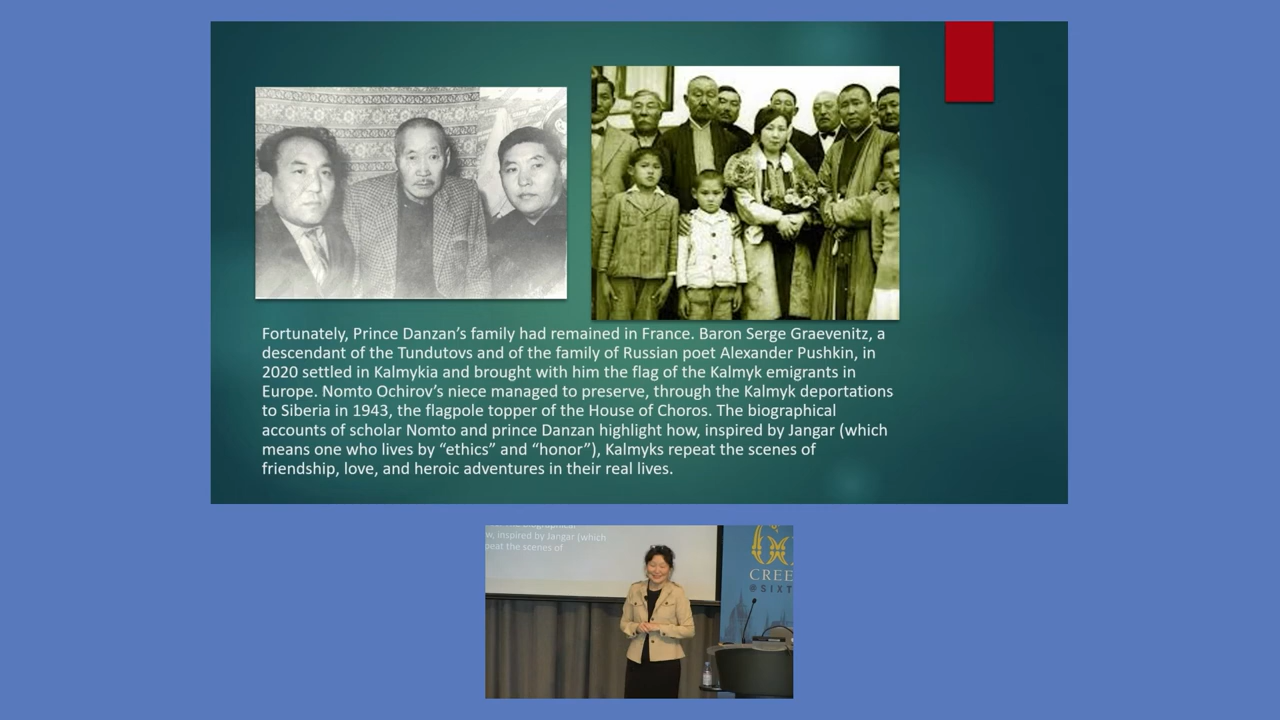 Fortunately, Prince Danzan’s family had remained in France. Baron Serge Graevenitz, a
descendant of the Tundutovs and of the family of Russian poet Alexander Pushkin, in
2020 settled in Kalmykia and brought with him the flag of the Kalmyk emigrants in
Europe. Nomto Ochirov’s niece managed to preserve, through the Kalmyk deportations
to Siberia in 1943, the flagpole topper of the House of Choros. The biographical
accounts of scholar Nomto and prince Danzan highlight how, inspired by Jangar (which
means one who lives by “ethics” and “honor”), Kalmyks repeat the scenes of
friendship, love, and heroic adventures in their real lives.
w, inspired by Jangar (which
peat the scenes of
CREE
@SIXT